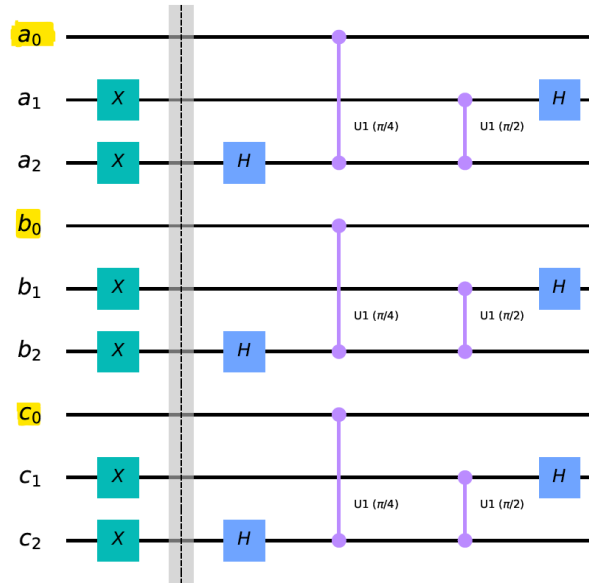 a₀
a₁ X H
U1 (π/4) U1 (π/2)
a₂ X H
b₀
b₁ X H
U1 (π/4) U1 (π/2)
b₂ X H
c₀
c₁ X H
U1 (π/4) U1 (π/2)
c₂ X H